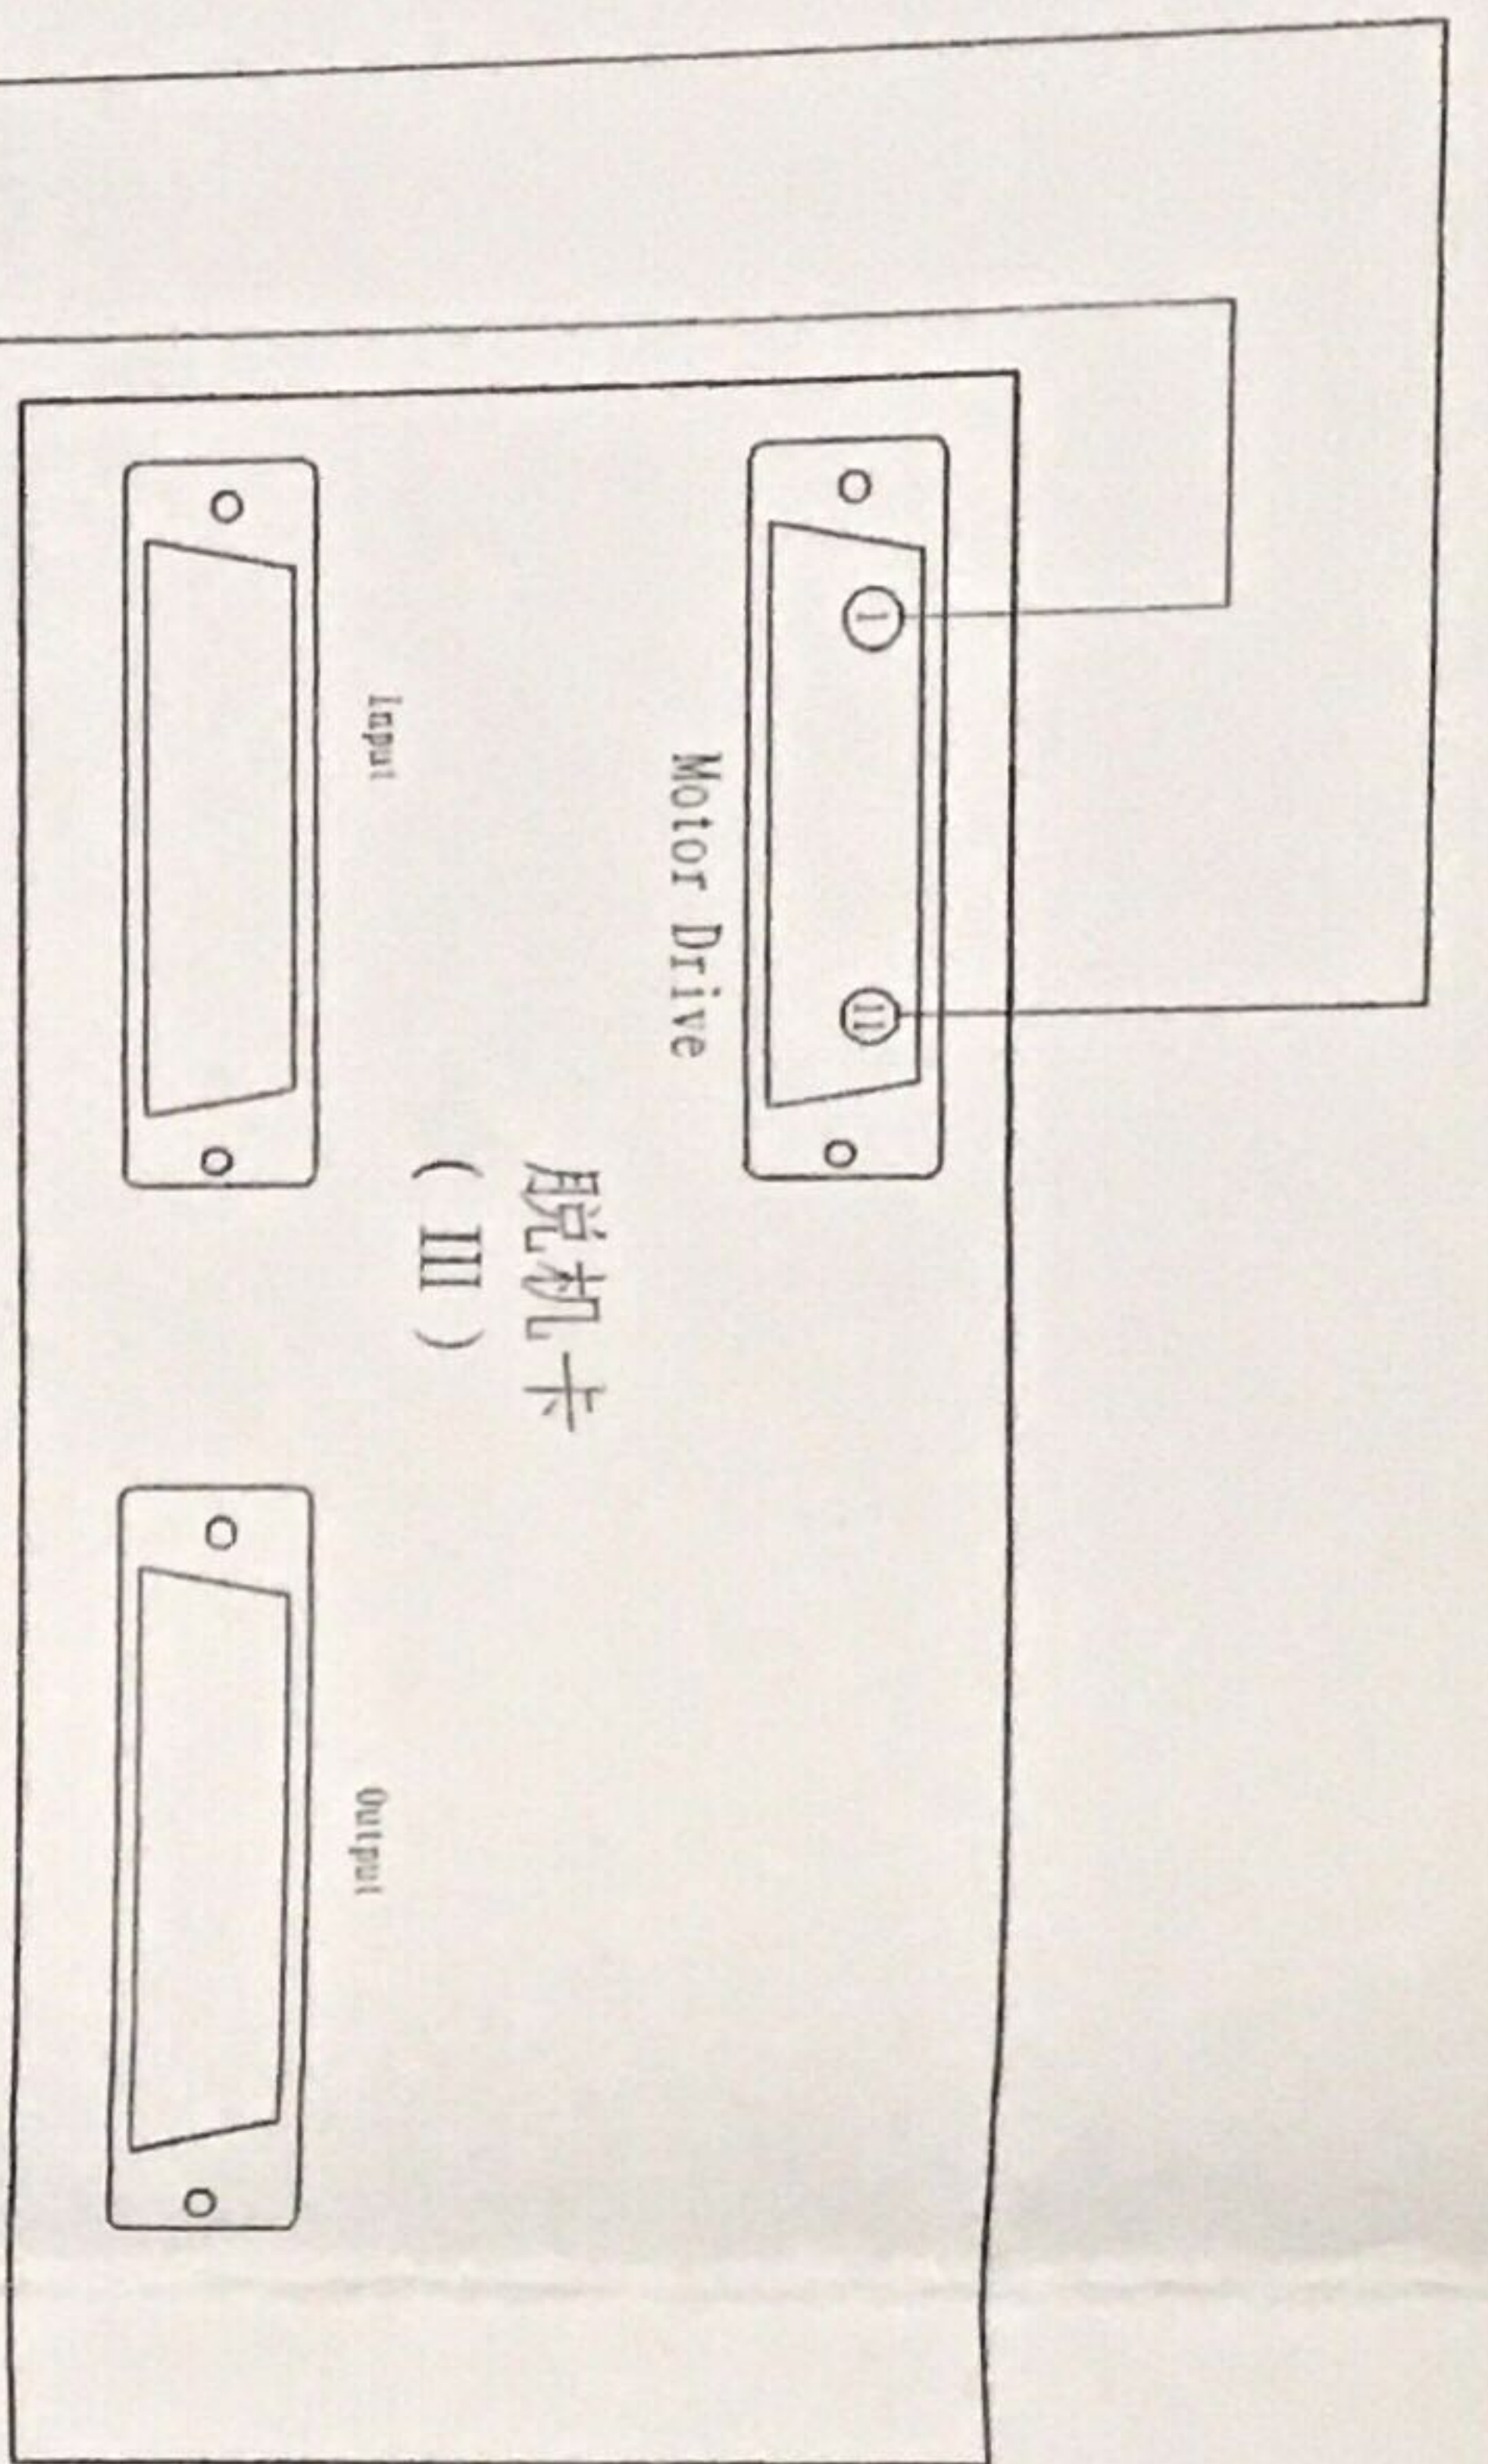 ①
⑪
Motor Drive
脱机卡
( III )
Input
Output